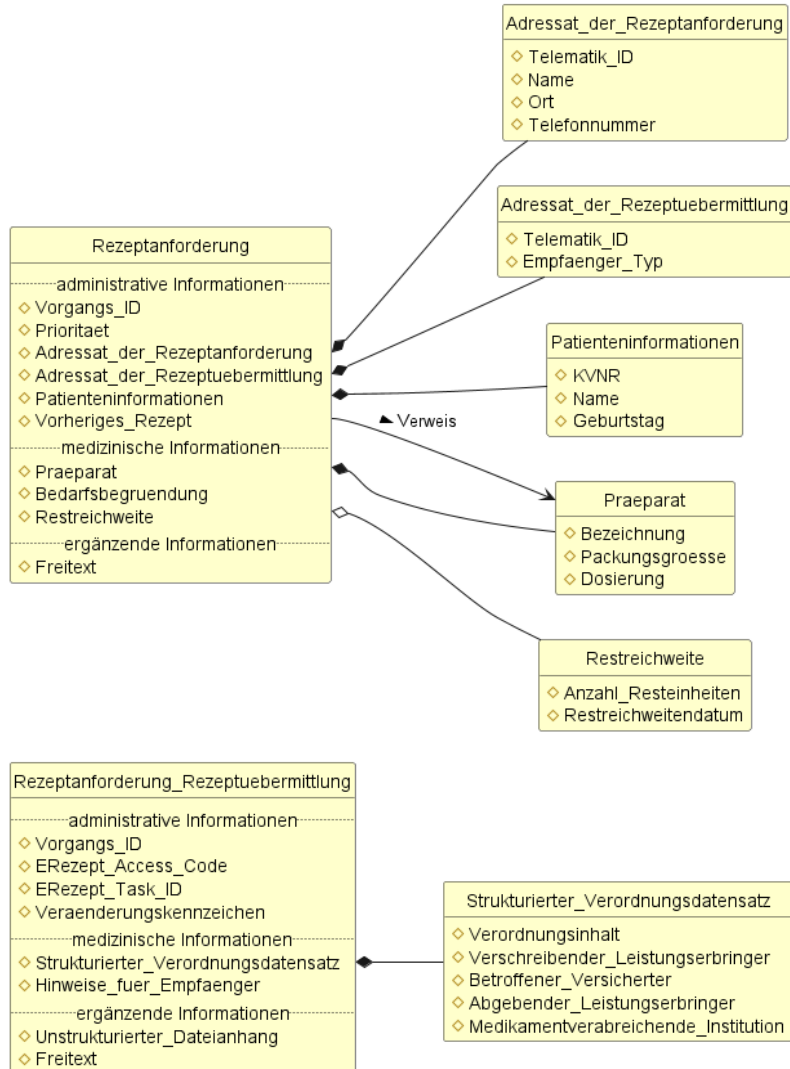 Adressat_der_Rezeptanforderung
Telematik_ID
Name
Ort
Telefonnummer
Adressat_der_Rezeptuebermittlung
Telematik_ID
Empfaenger_Typ
Rezeptanforderung
administrative Informationen
Vorgangs_ID
Prioritaet
Adressat_der_Rezeptanforderung
Adressat_der_Rezeptuebermittlung
Patienteninformationen
Vorheriges_Rezept
medizinische Informationen
Praeparat
Bedarfsbegruendung
Restreichweite
ergänzende Informationen
Freitext
Patienteninformationen
KVNR
Name
Geburtstag
Verweis
Praeparat
Bezeichnung
Packungsgroesse
Dosierung
Restreichweite
Anzahl_Resteinheiten
Restreichweitendatum
Rezeptanforderung_Rezeptuebermittlung
administrative Informationen
Vorgangs_ID
ERezept_Access_Code
ERezept_Task_ID
Veraenderungskennzeichen
medizinische Informationen
Strukturierter_Verordnungsdatensatz
Hinweise_fuer_Empfaenger
ergänzende Informationen
Unstrukturierter_Dateianhang
Freitext
Strukturierter_Verordnungsdatensatz
Verordnungsinhalt
Verschreibender_Leistungserbringer
Betroffener_Versicherter
Abgebender_Leistungserbringer
Medikamentverabreichende_Institution